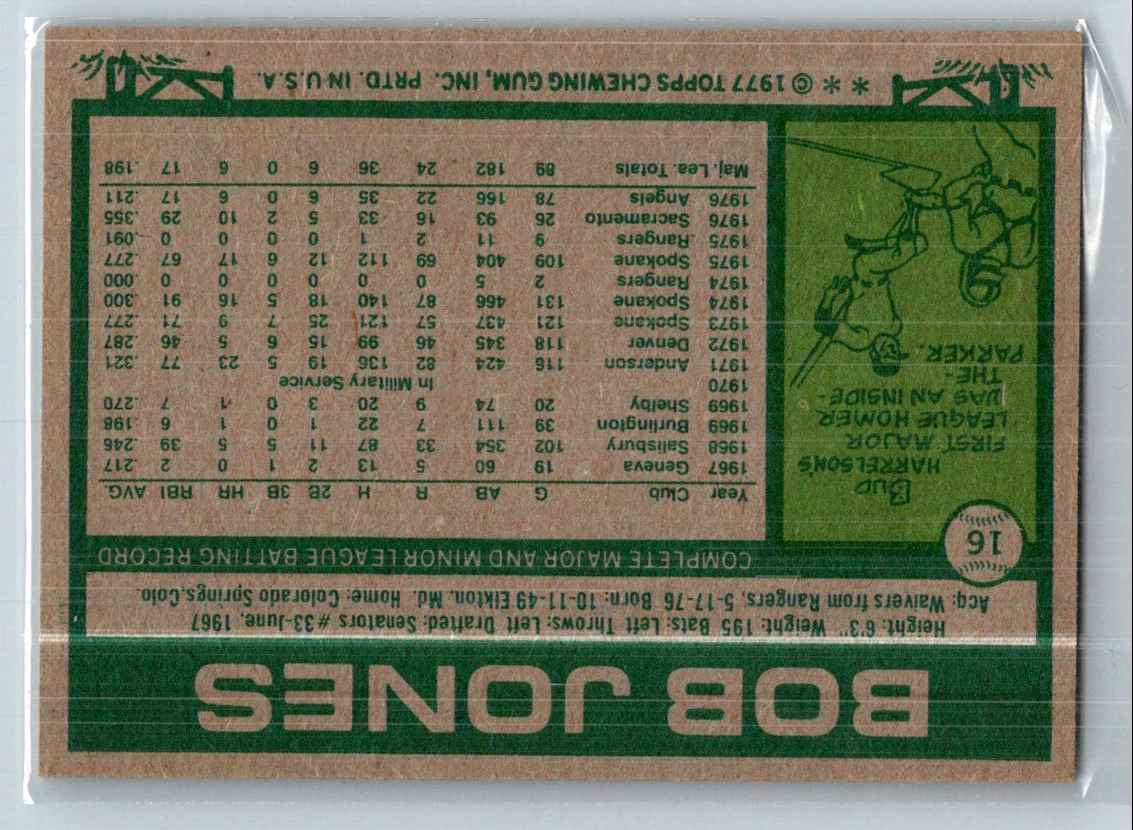 BOB JONES
Height: 6'3" Weight: 195 Bats: Left Throws: Left Drafted: Senators #33-June, 1967
Acq: Waivers from Rangers, 5-17-76 Born: 10-11-49 Elkton, Md. Home: Colorado Springs, Colo.
16
BUD
HARRELSON'S
FIRST MAJOR
LEAGUE HOMER
WAS AN INSIDE-
THE-
PARKER.
COMPLETE MAJOR AND MINOR LEAGUE BATTING RECORD
Year Club G AB R H 2B 3B HR RBI AVG.
1967 Geneva 19 60 5 13 2 1 0 2 .217
1968 Salisbury 102 354 33 87 11 5 5 39 .246
1969 Burlington 39 111 7 22 1 0 1 6 .198
1969 Shelby 20 74 9 20 3 0 1 7 .270
1970 In Military Service
1971 Anderson 116 424 82 136 19 5 23 77 .321
1972 Denver 118 345 46 99 15 6 5 46 .287
1973 Spokane 121 437 57 121 25 7 9 71 .277
1974 Spokane 131 466 87 140 18 5 16 91 .300
1974 Rangers 2 5 0 0 0 0 0 0 .000
1975 Spokane 109 404 69 112 12 6 17 67 .277
1975 Rangers 9 11 2 1 0 0 0 0 .091
1976 Sacramento 26 93 16 33 5 2 10 29 .355
1976 Angels 78 166 22 35 6 0 6 17 .211
Maj. Lea. Totals 89 182 24 36 6 0 6 17 .198
* * © 1977 TOPPS CHEWING GUM, INC. PRTD. IN U.S.A.